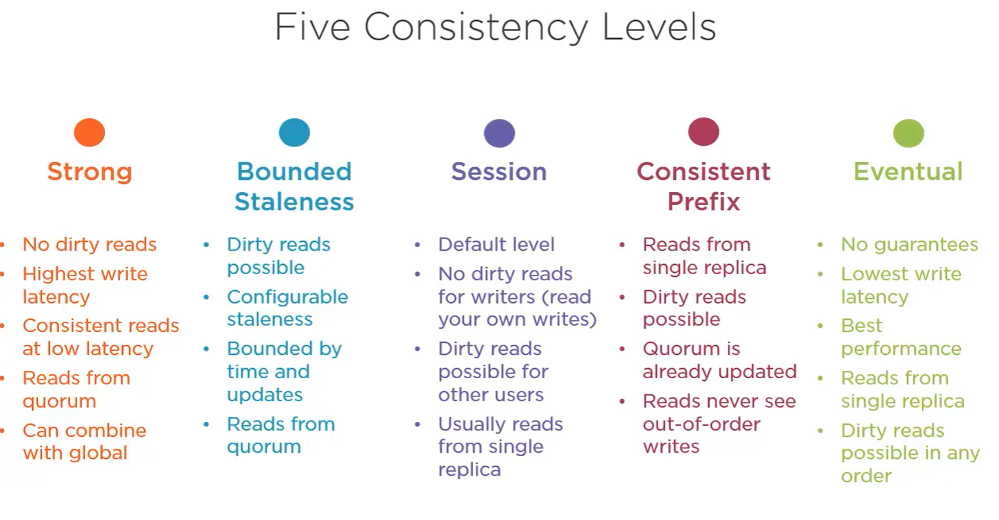 Five Consistency Levels
Strong
• No dirty reads
• Highest write
latency
• Consistent reads
at low latency
• Reads from
quorum
• Can combine
with global
Bounded
Staleness
• Dirty reads
possible
• Configurable
staleness
• Bounded by
time and
updates
• Reads from
quorum
Session
• Default level
• No dirty reads
for writers (read
your own writes)
• Dirty reads
possible for
other users
• Usually reads
from single
replica
Consistent
Prefix
• Reads from
single replica
• Dirty reads
possible
• Quorum is
already updated
• Reads never see
out-of-order
writes
Eventual
• No guarantees
• Lowest write
latency
• Best
performance
• Reads from
single replica
• Dirty reads
possible in any
order